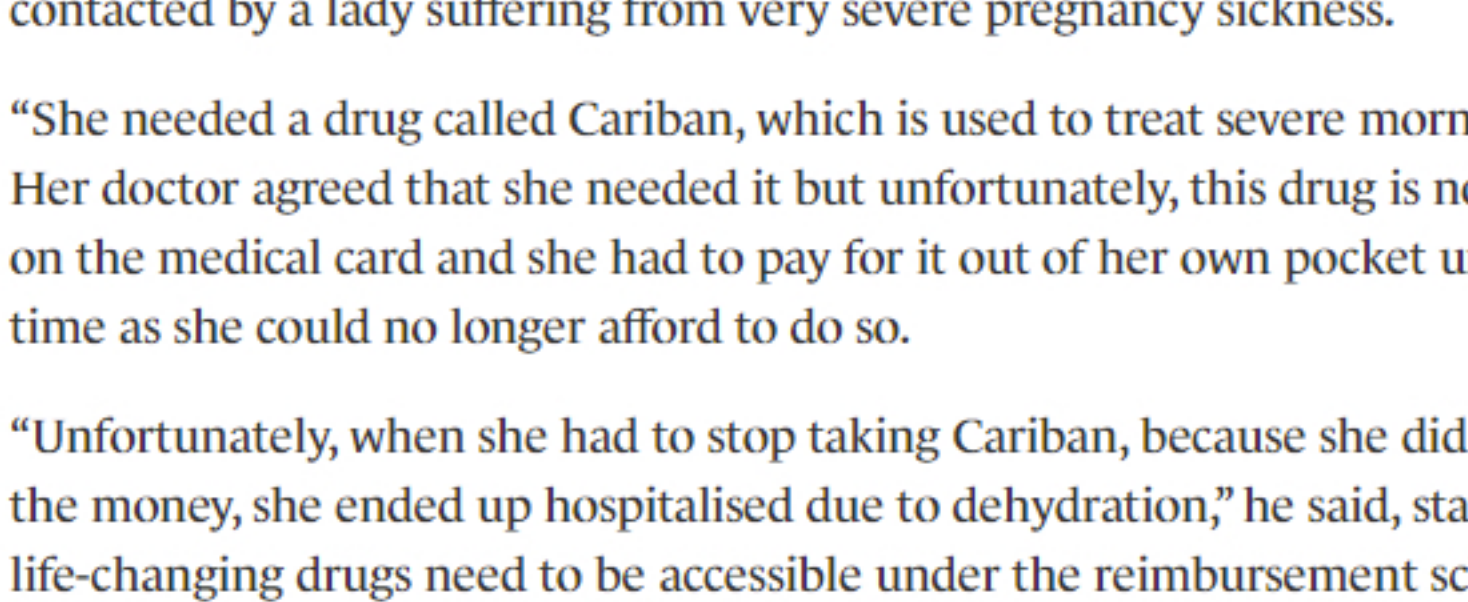 contacted by a lady suffering from very severe pregnancy sickness.
“She needed a drug called Cariban, which is used to treat severe morn
Her doctor agreed that she needed it but unfortunately, this drug is
on the medical card and she had to pay for it out of her own pocket
time as she could no longer afford to do so.
“Unfortunately, when she had to stop taking Cariban, because she did
the money, she ended up hospitalised due to dehydration,” he said, sta
life-changing drugs need to be accessible under the reimbursement sc